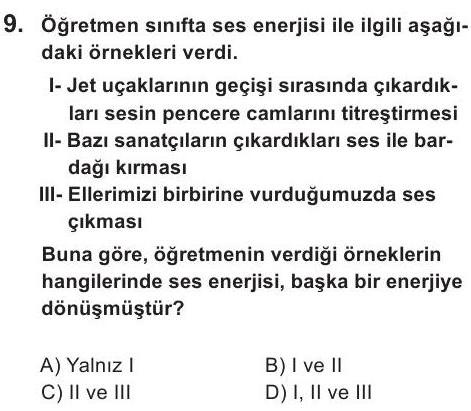 9. Öğretmen sınıfta ses enerjisi ile ilgili aşağı-
daki örnekleri verdi.
I- Jet uçaklarının geçişi sırasında çıkardık-
ları sesin pencere camlarını titreştirmesi
II- Bazı sanatçıların çıkardıkları ses ile bar-
dağı kırması
III- Ellerimizi birbirine vurduğumuzda ses
çıkması
Buna göre, öğretmenin verdiği örneklerin
hangilerinde ses enerjisi, başka bir enerjiye
dönüşmüştür?
A) Yalnız I B) I ve II
C) II ve III D) I, II ve III